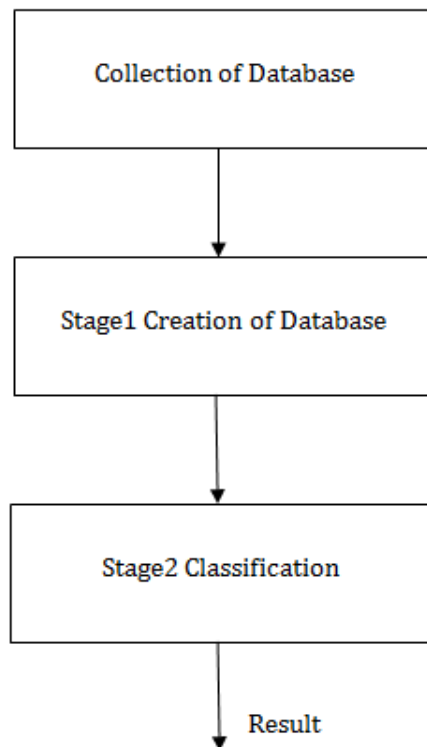 Collection of Database
Stage1 Creation of Database
Stage2 Classification
Result